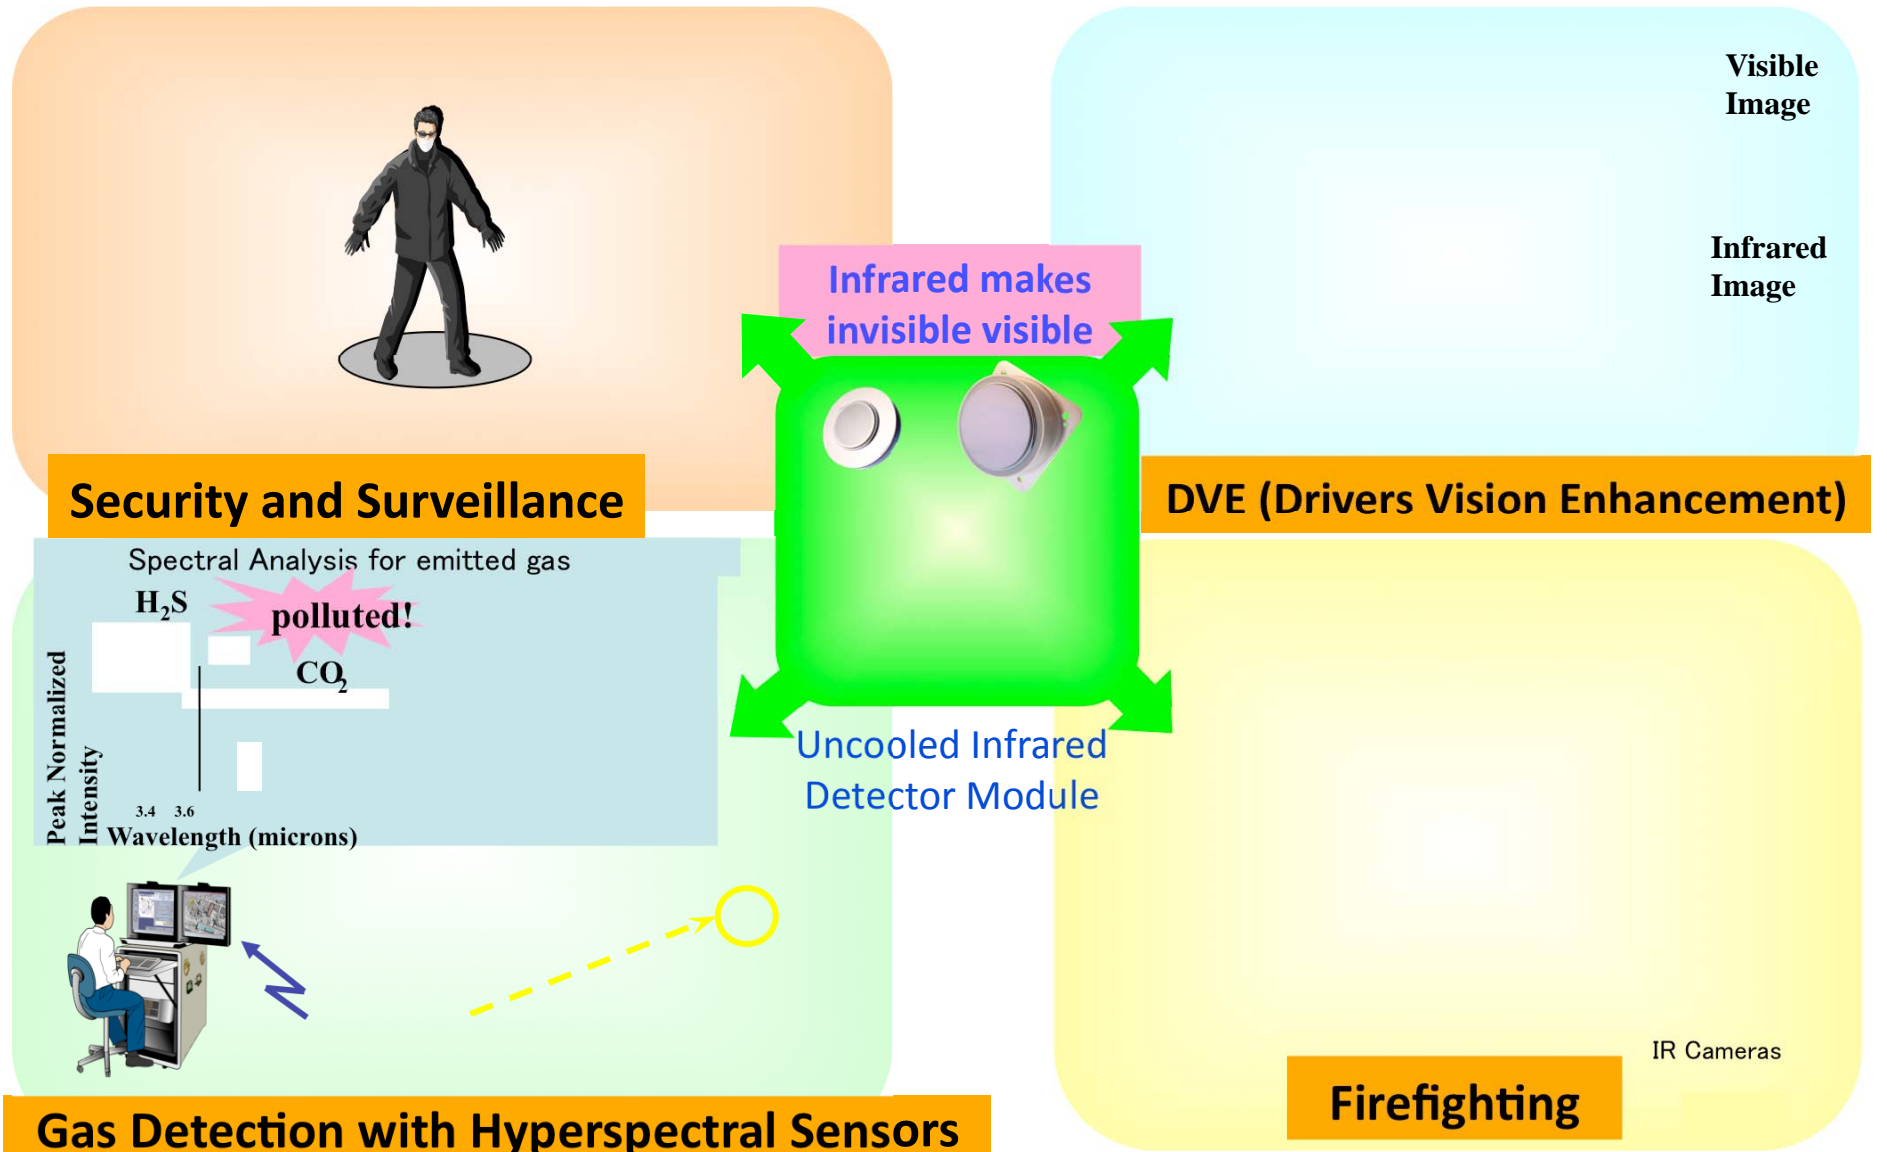 Visible
Image
Infrared
Image
Infrared makes
invisible visible
Security and Surveillance
DVE (Drivers Vision Enhancement)
Spectral Analysis for emitted gas
H₂S
polluted!
CO₂
Peak Normalized
Intensity
3.4 3.6
Wavelength (microns)
Uncooled Infrared
Detector Module
IR Cameras
Firefighting
Gas Detection with Hyperspectral Sensors